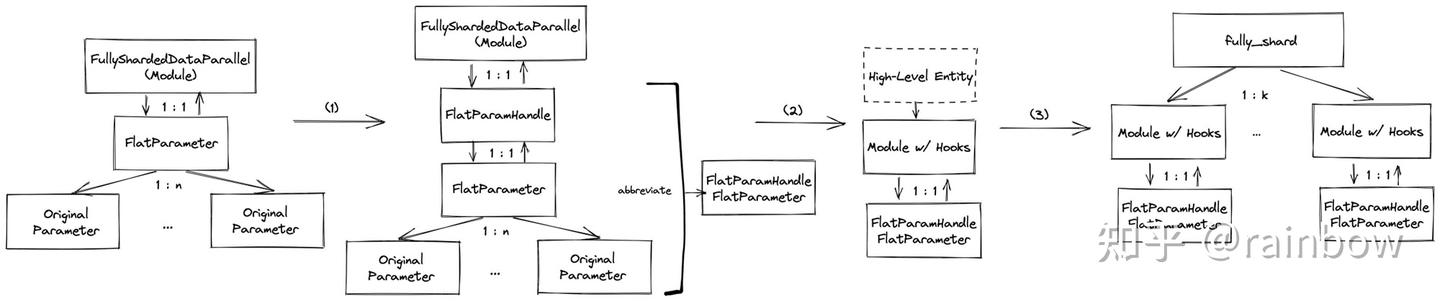 FullyShardedDataParallel
(Module)
1 : 1
FlatParameter
1 : n
Original
Parameter
...
Original
Parameter
(1)
FullyShardedDataParallel
(Module)
1 : 1
FlatParamHandle
1 : 1
FlatParameter
1 : n
Original
Parameter
...
Original
Parameter
abbreviate
FlatParamHandle
FlatParameter
(2)
High-Level Entity
Module w/ Hooks
1 : 1
FlatParamHandle
FlatParameter
(3)
fully_shard
1 : k
Module w/ Hooks
...
Module w/ Hooks
1 : 1
1 : 1
FlatParamHandle
FlatParameter
FlatParamHandle
FlatParameter
知乎 @rainbow